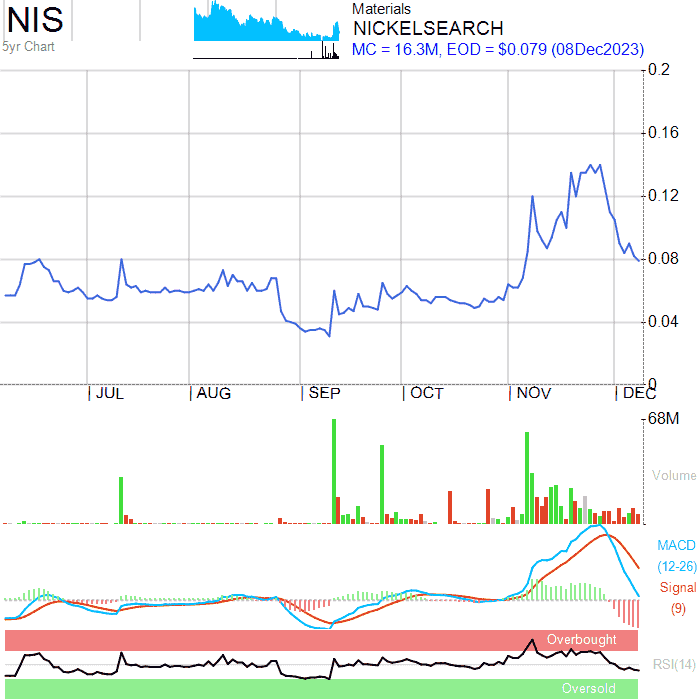 NIS
5yr Chart
Materials
NICKELSEARCH
MC = 16.3M, EOD = $0.079 (08Dec2023)
0.2
0.16
0.12
0.08
0.04
0
JUL AUG SEP OCT NOV DEC
68M
Volume
MACD
(12-26)
Signal
(9)
Overbought
RSI(14)
Oversold